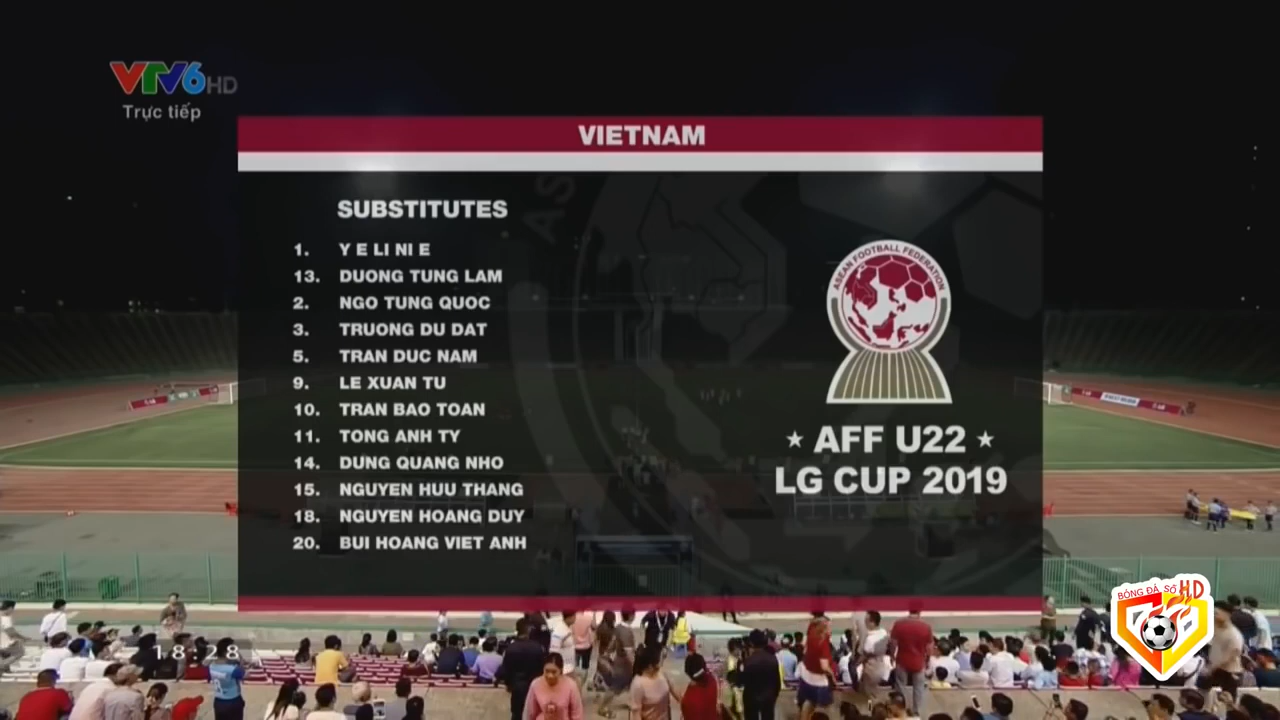 VTV6HD
Trực tiếp
VIETNAM
SUBSTITUTES
1. Y E LI NI E
13. DUONG TUNG LAM
2. NGO TUNG QUOC
3. TRUONG DU DAT
5. TRAN DUC NAM
9. LE XUAN TU
10. TRAN BAO TOAN
11. TONG ANH TY
14. DUNG QUANG NHO
15. NGUYEN HUU THANG
18. NGUYEN HOANG DUY
20. BUI HOANG VIET ANH
ASEAN FOOTBALL FEDERATION
★ AFF U22 ★
LG CUP 2019
BÓNG ĐÁ SỐ HD
18:28